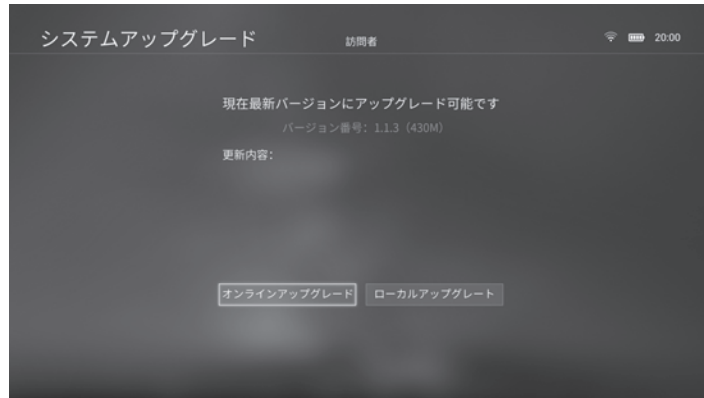 システムアップグレード
訪問者
20:00
現在最新バージョンにアップグレード可能です
バージョン番号：1.1.3（430M）
更新内容：
オンラインアップグレード
ローカルアップグレート